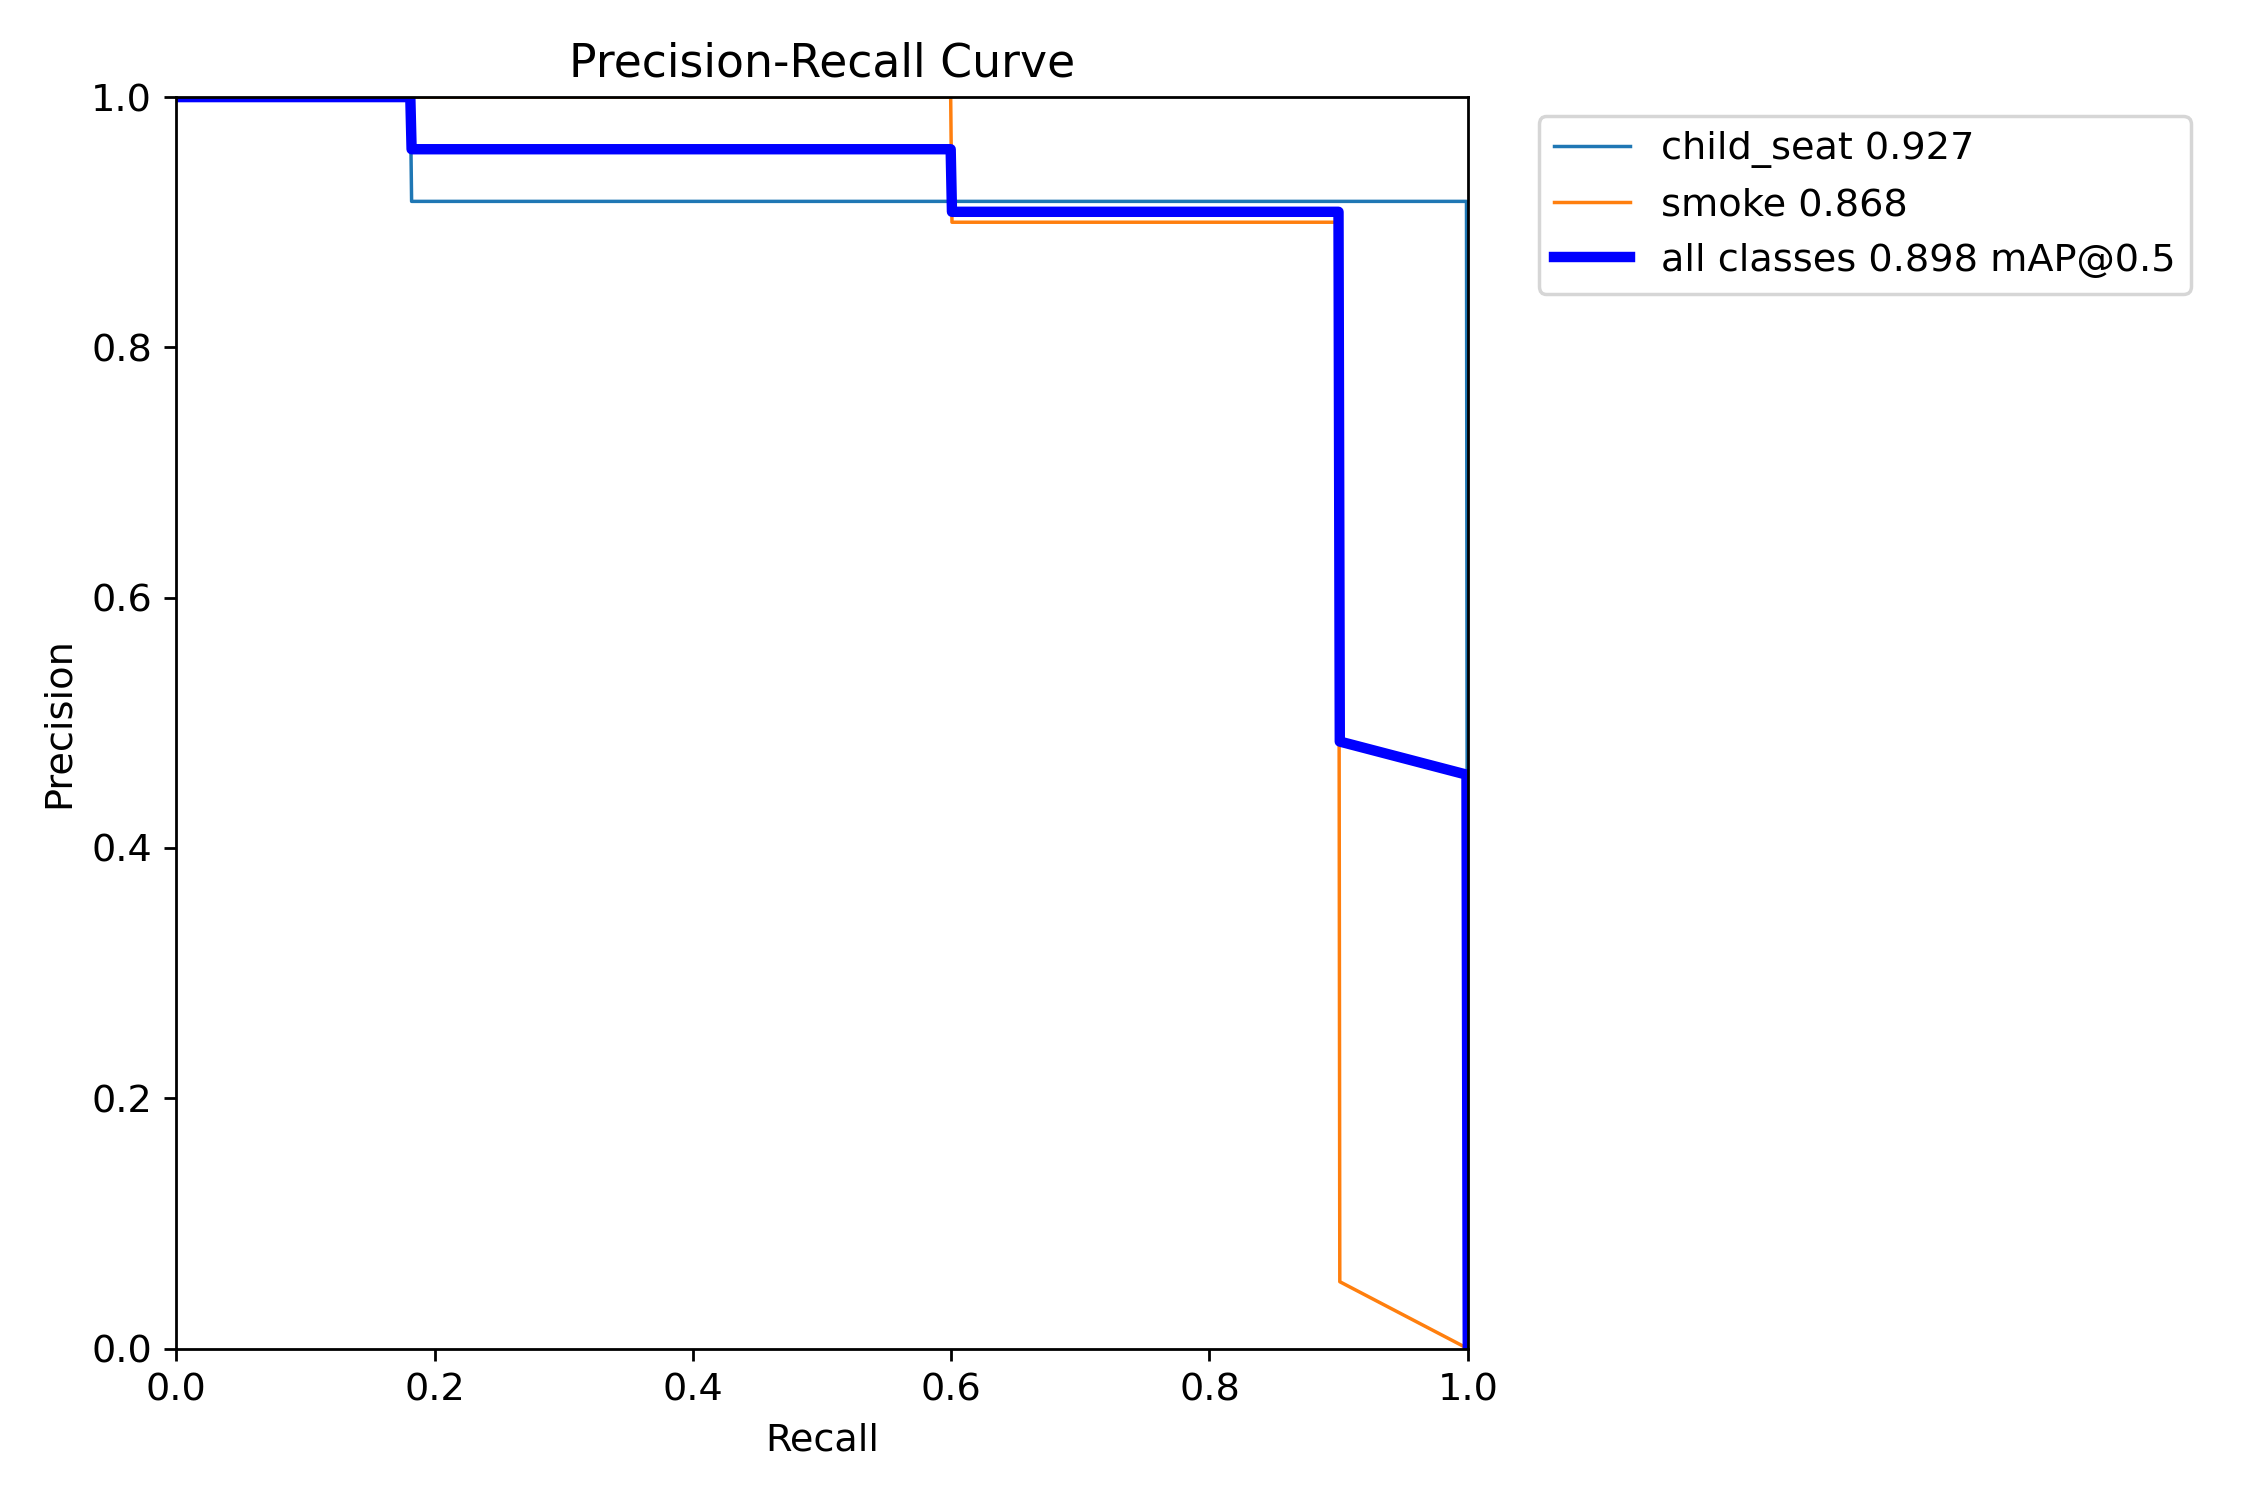 Precision-Recall Curve
1.0
0.8
0.6
0.4
0.2
0.0
Precision
0.0 0.2 0.4 0.6 0.8 1.0
Recall
child_seat 0.927
smoke 0.868
all classes 0.898 mAP@0.5